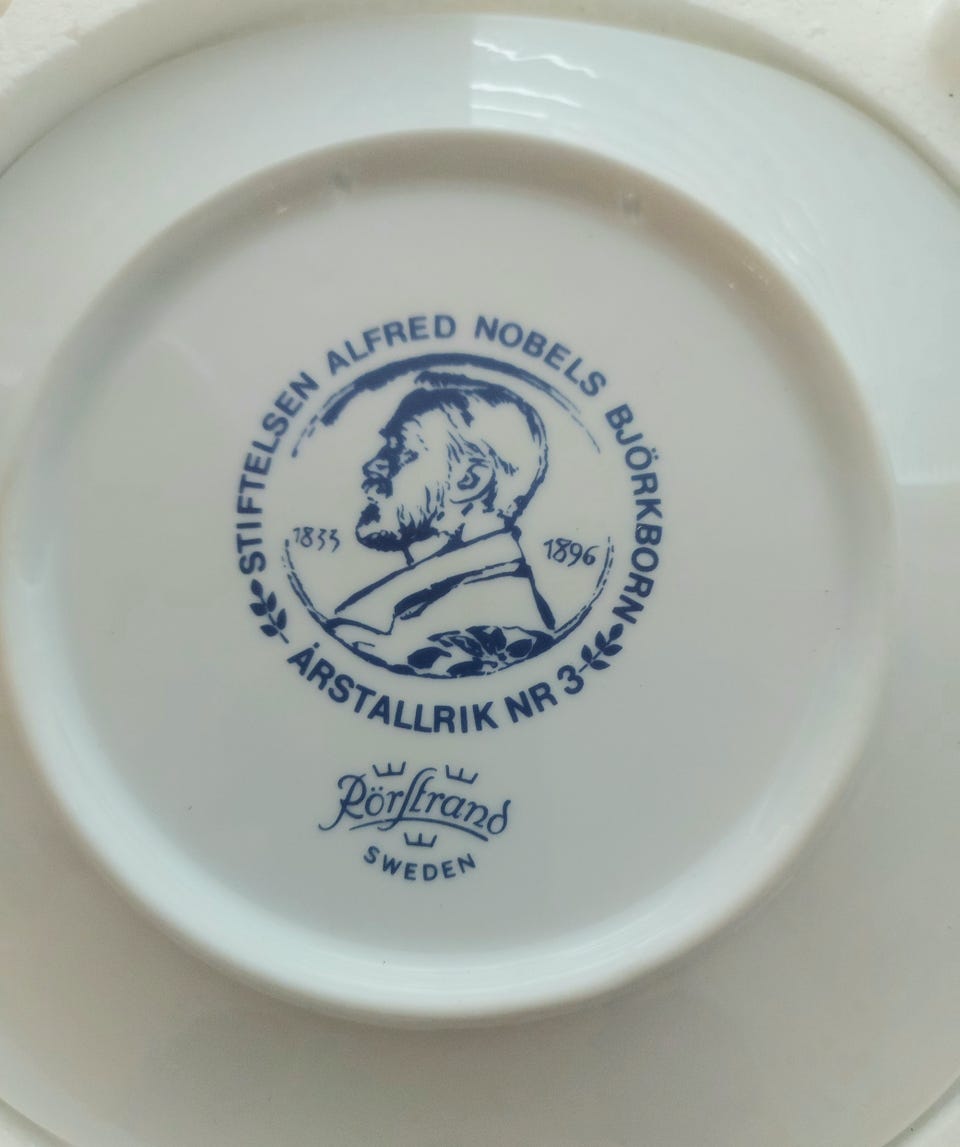 STIFTELSEN ALFRED NOBELS BJÖRKBORN
1833
1896
ÅRSTALLRIK NR 3
Rörstrand
SWEDEN